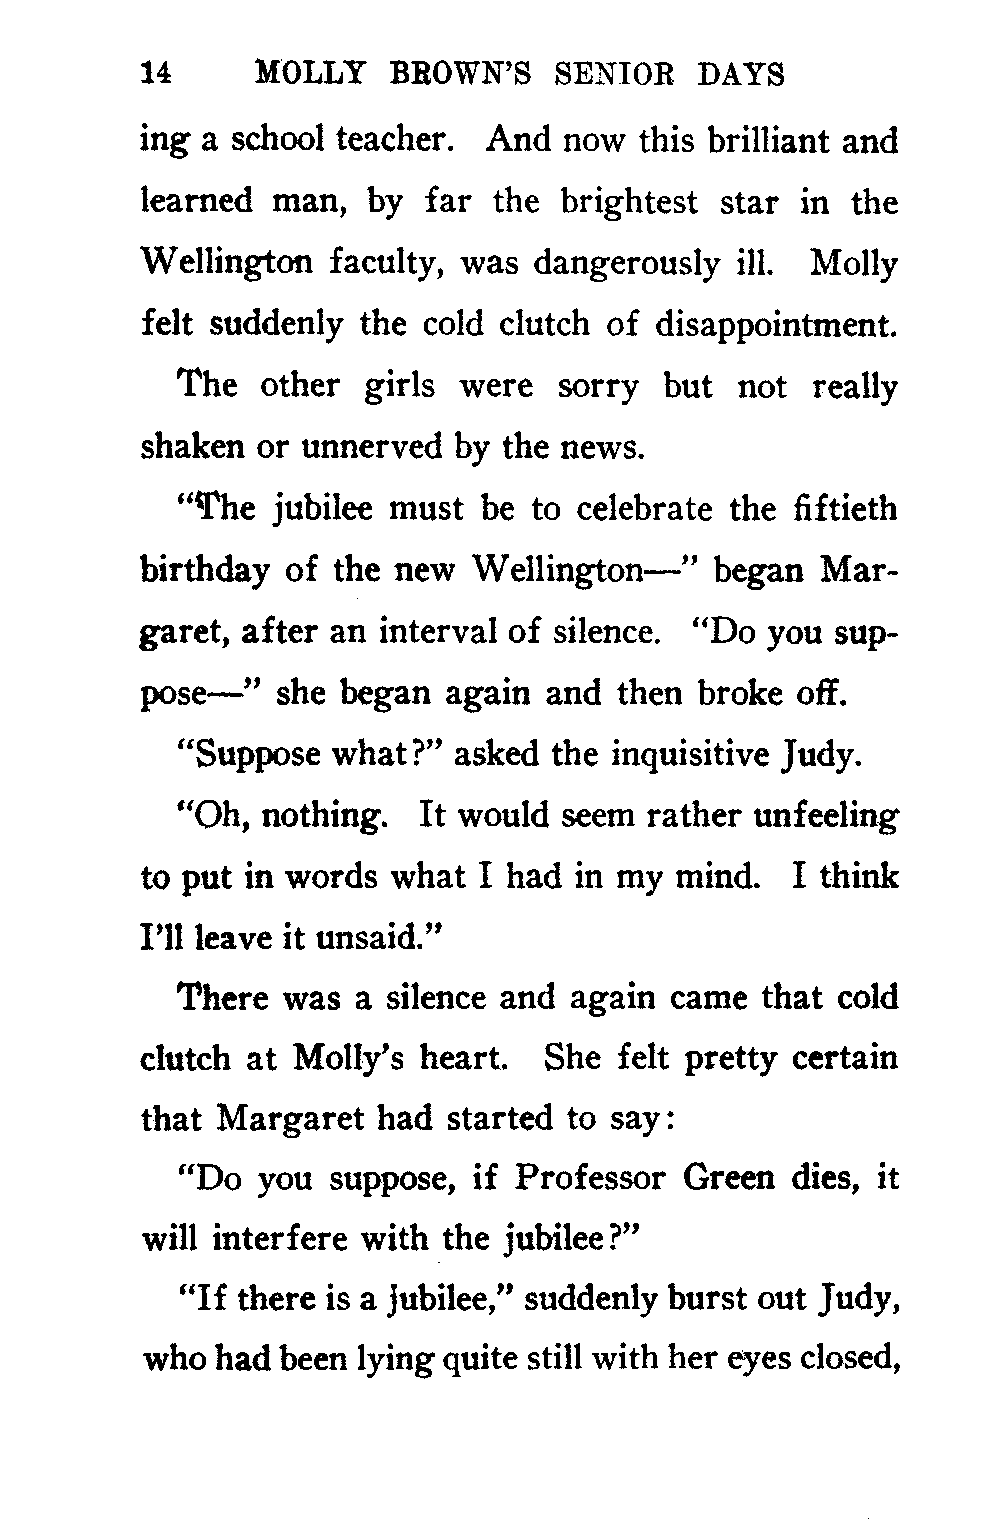 14 MOLLY BROWN'S SENIOR DAYS
ing a school teacher. And now this brilliant and
learned man, by far the brightest star in the
Wellington faculty, was dangerously ill. Molly
felt suddenly the cold clutch of disappointment.
The other girls were sorry but not really
shaken or unnerved by the news.
"The jubilee must be to celebrate the fiftieth
birthday of the new Wellington—" began Mar-
garet, after an interval of silence. "Do you sup-
pose—" she began again and then broke off.
"Suppose what?" asked the inquisitive Judy.
"Oh, nothing. It would seem rather unfeeling
to put in words what I had in my mind. I think
I'll leave it unsaid."
There was a silence and again came that cold
clutch at Molly's heart. She felt pretty certain
that Margaret had started to say:
"Do you suppose, if Professor Green dies, it
will interfere with the jubilee?"
"If there is a jubilee," suddenly burst out Judy,
who had been lying quite still with her eyes closed,